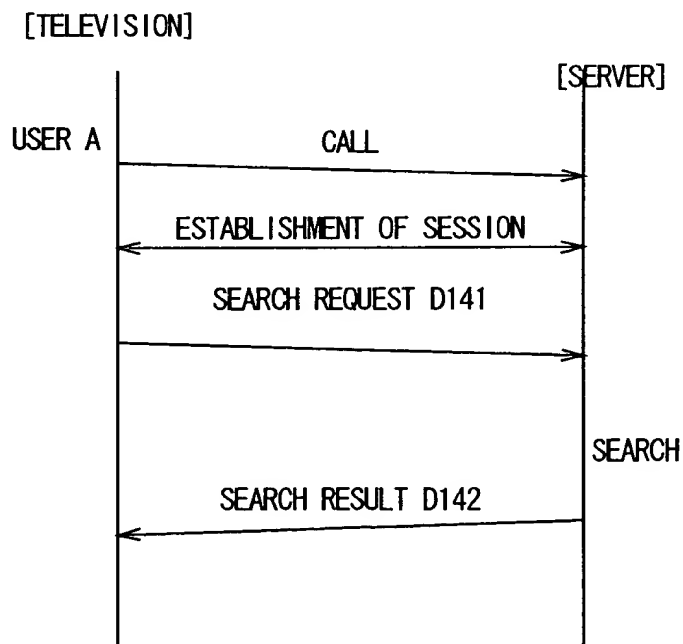 [TELEVISION]
[SERVER]
USER A
CALL
ESTABLISHMENT OF SESSION
SEARCH REQUEST D141
SEARCH
SEARCH RESULT D142